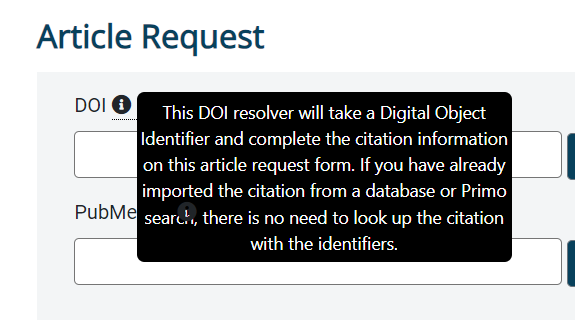 Article Request
DOI
This DOI resolver will take a Digital Object
Identifier and complete the citation information
on this article request form. If you have already
imported the citation from a database or Primo
search, there is no need to look up the citation
with the identifiers.
PubMe